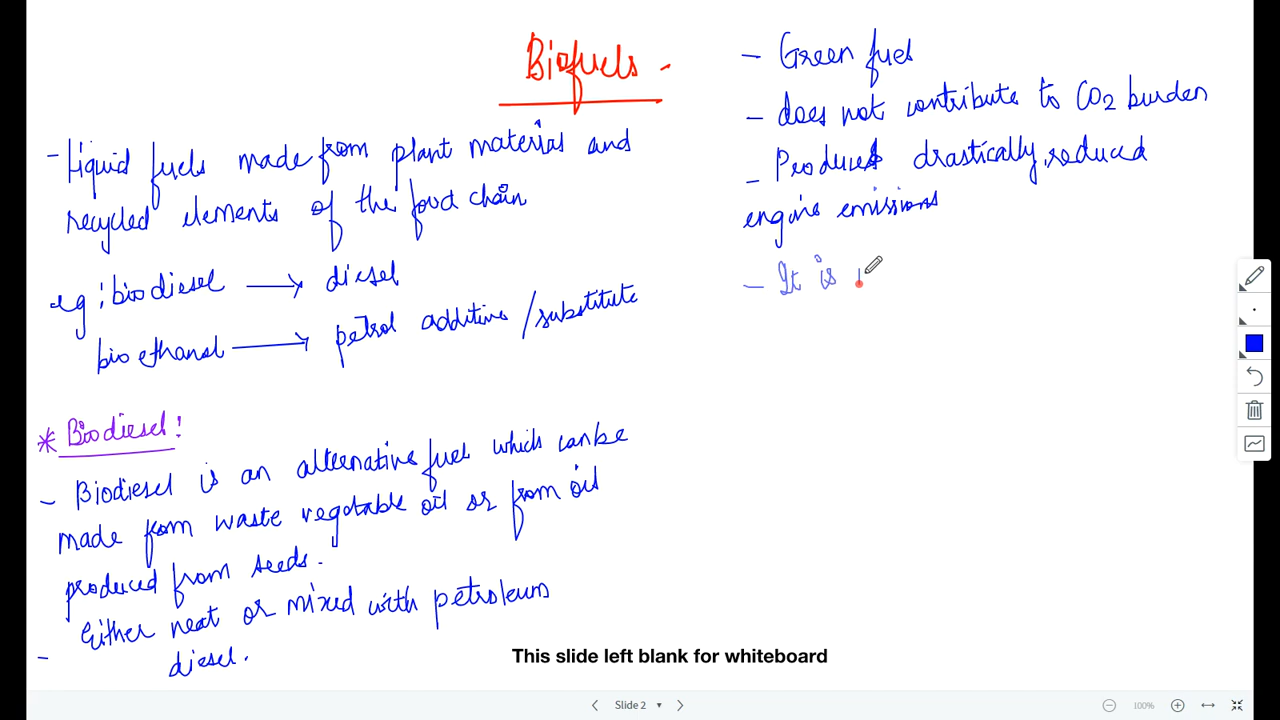 Biofuels -
- Liquid fuels made from plant material and
recycled elements of the food chain
eg : biodiesel → diesel
bioethanol → petrol additive / substitute
* Biodiesel :
- Biodiesel is an alternative fuel which can be
made from waste vegetable oil or from oil
produced from seeds.
- Either neat or mixed with petroleum
diesel.
- Green fuel
- does not contribute to CO2 burden
- Produces drastically reduced
engine emissions
- It is
This slide left blank for whiteboard
Slide 2
100%